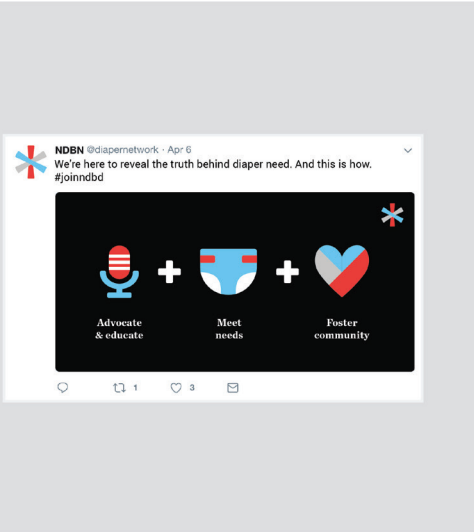 NDBN @diapernetwork · Apr 6
We're here to reveal the truth behind diaper need. And this is how.
#joinndbd
Advocate
& educate
Meet
needs
Foster
community
1
3